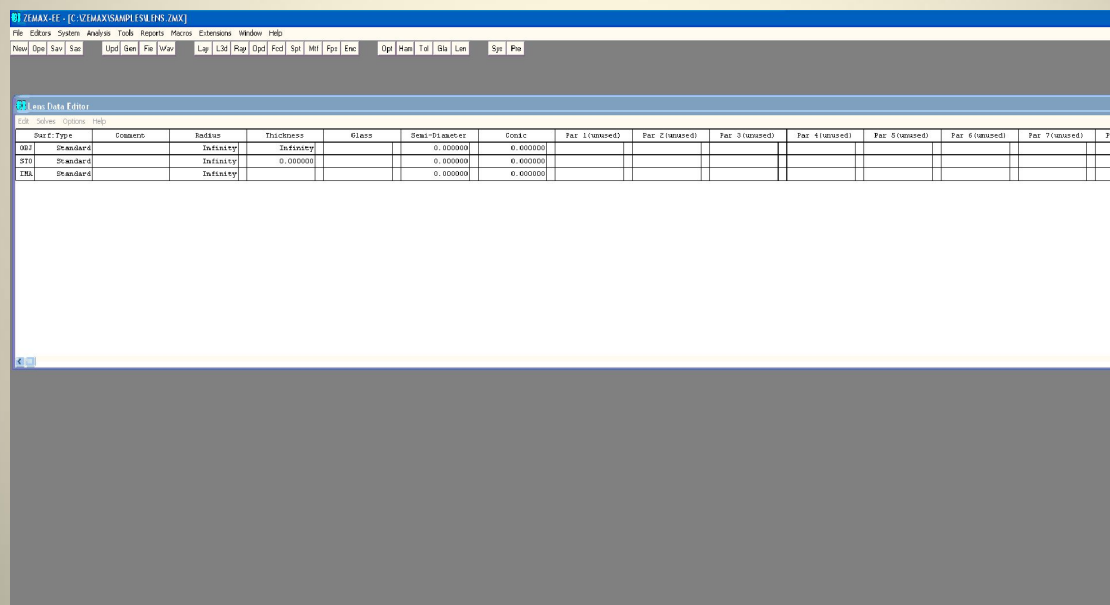 ZEMAX-EE - [C:\ZEMAX\SAMPLES\LENS.ZMX]
File Editors System Analysis Tools Reports Macros Extensions Window Help
New Ope Sav Sas Upd Gen Fie Wav Lay L3d Ray Opd Fcd Spt Mtf Fps Enc Opt Ham Tol Gla Len Sys Pre
Lens Data Editor
Edit Solves Options Help
Surf:Type Comment Radius Thickness Glass Semi-Diameter Conic Par 1(unused) Par 2(unused) Par 3(unused) Par 4(unused) Par 5(unused) Par 6(unused) Par 7(unused) P
OBJ Standard Infinity Infinity 0.000000 0.000000
STO Standard Infinity 0.000000 0.000000 0.000000
IMA Standard Infinity 0.000000 0.000000